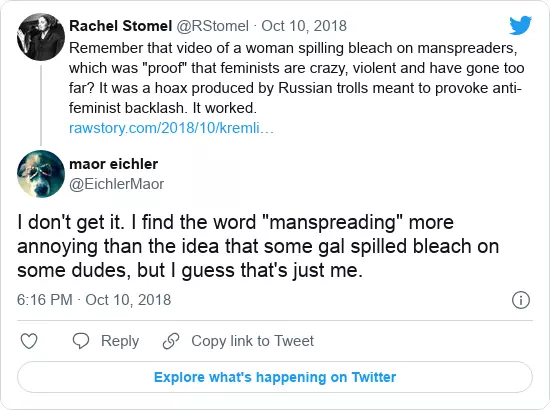 Rachel Stomel @RStomel · Oct 10, 2018
Remember that video of a woman spilling bleach on manspreaders,
which was "proof" that feminists are crazy, violent and have gone too
far? It was a hoax produced by Russian trolls meant to provoke anti-
feminist backlash. It worked.
rawstory.com/2018/10/kremli…
maor eichler
@EichlerMaor
I don't get it. I find the word "manspreading" more
annoying than the idea that some gal spilled bleach on
some dudes, but I guess that's just me.
6:16 PM · Oct 10, 2018
Reply Copy link to Tweet
Explore what's happening on Twitter